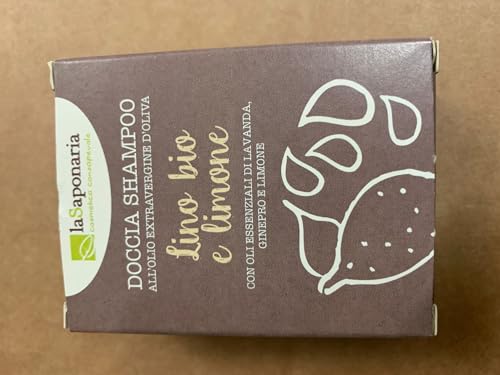 laSaponaria
cosmetica consapevole
DOCCIA SHAMPOO
ALL'OLIO EXTRAVERGINE D'OLIVA
Lino bio
e limone
CON OLI ESSENZIALI DI LAVANDA,
GINEPRO E LIMONE